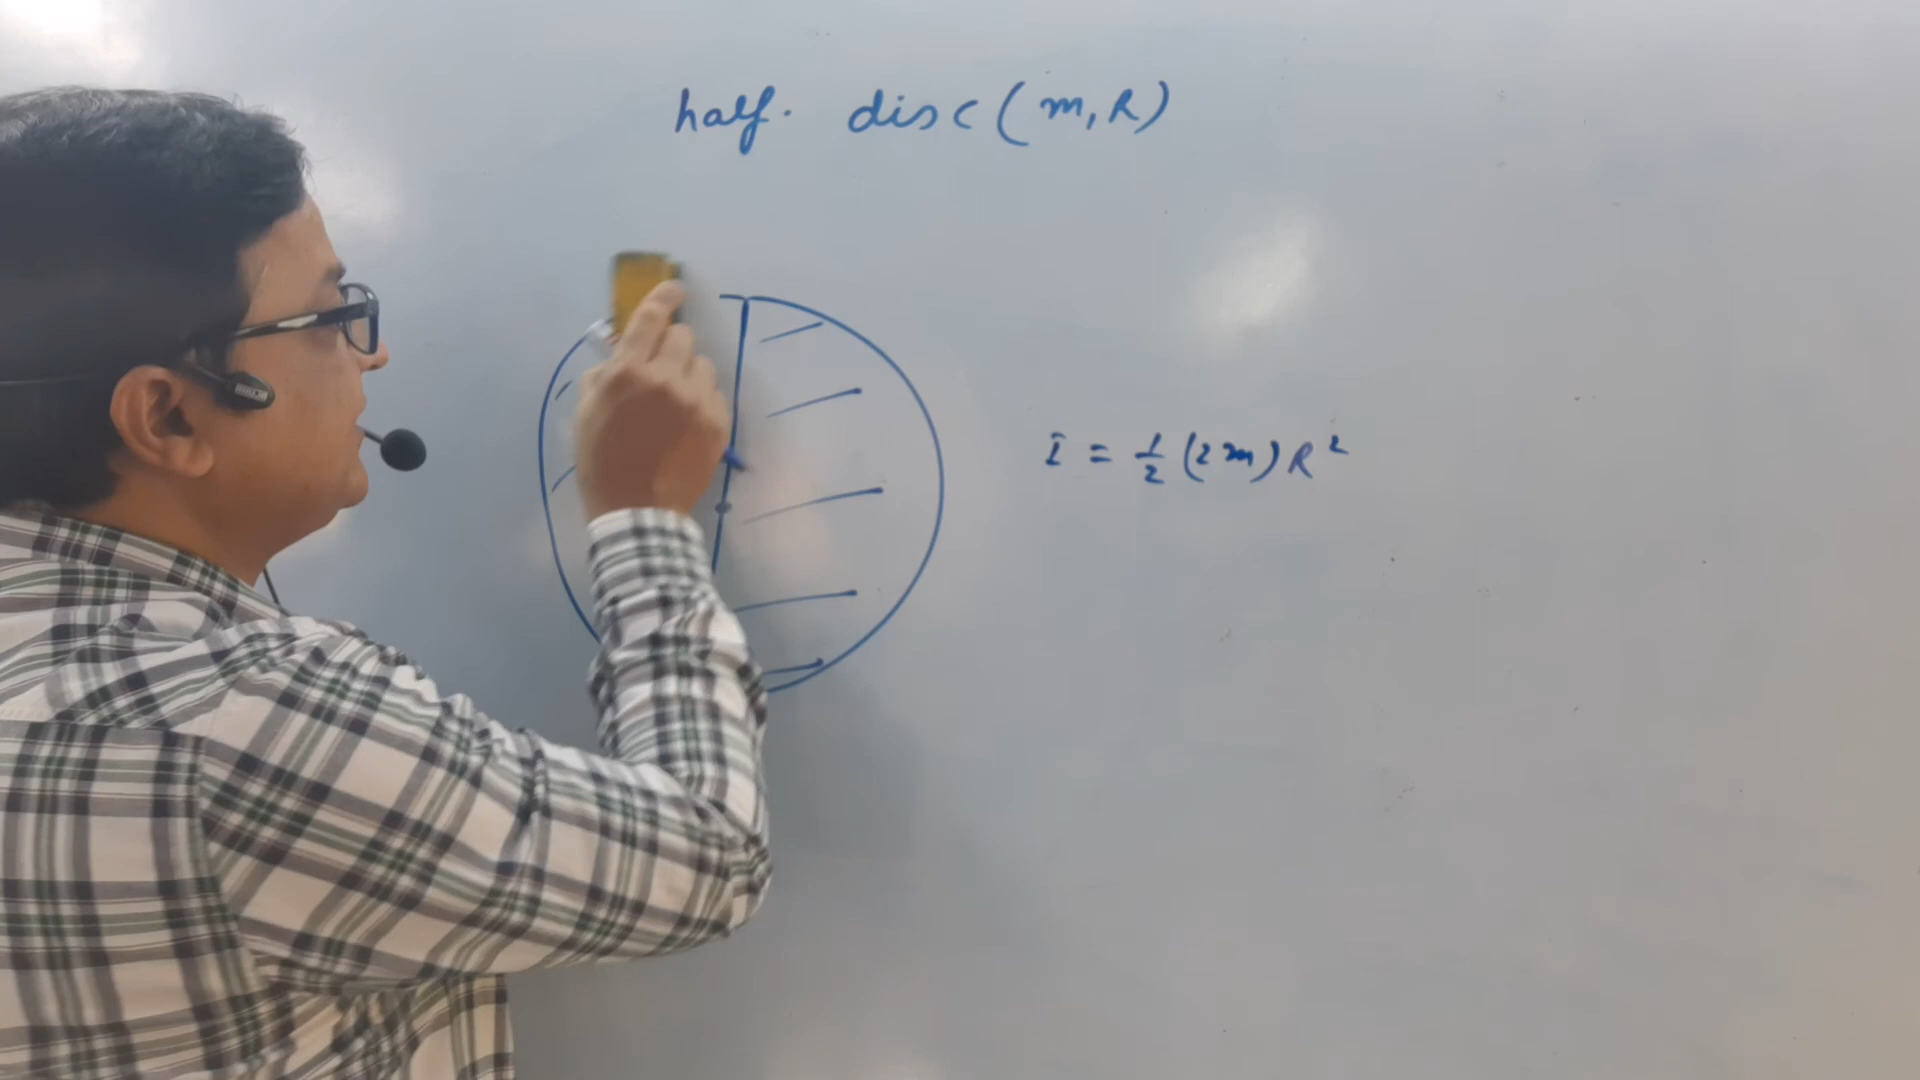 half. disc (m, R)
I = 1/2 (2m) R²